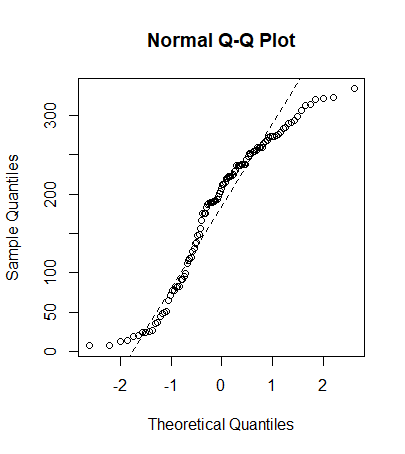 Normal Q-Q Plot
Sample Quantiles
0 50 100 200 300
-2 -1 0 1 2
Theoretical Quantiles